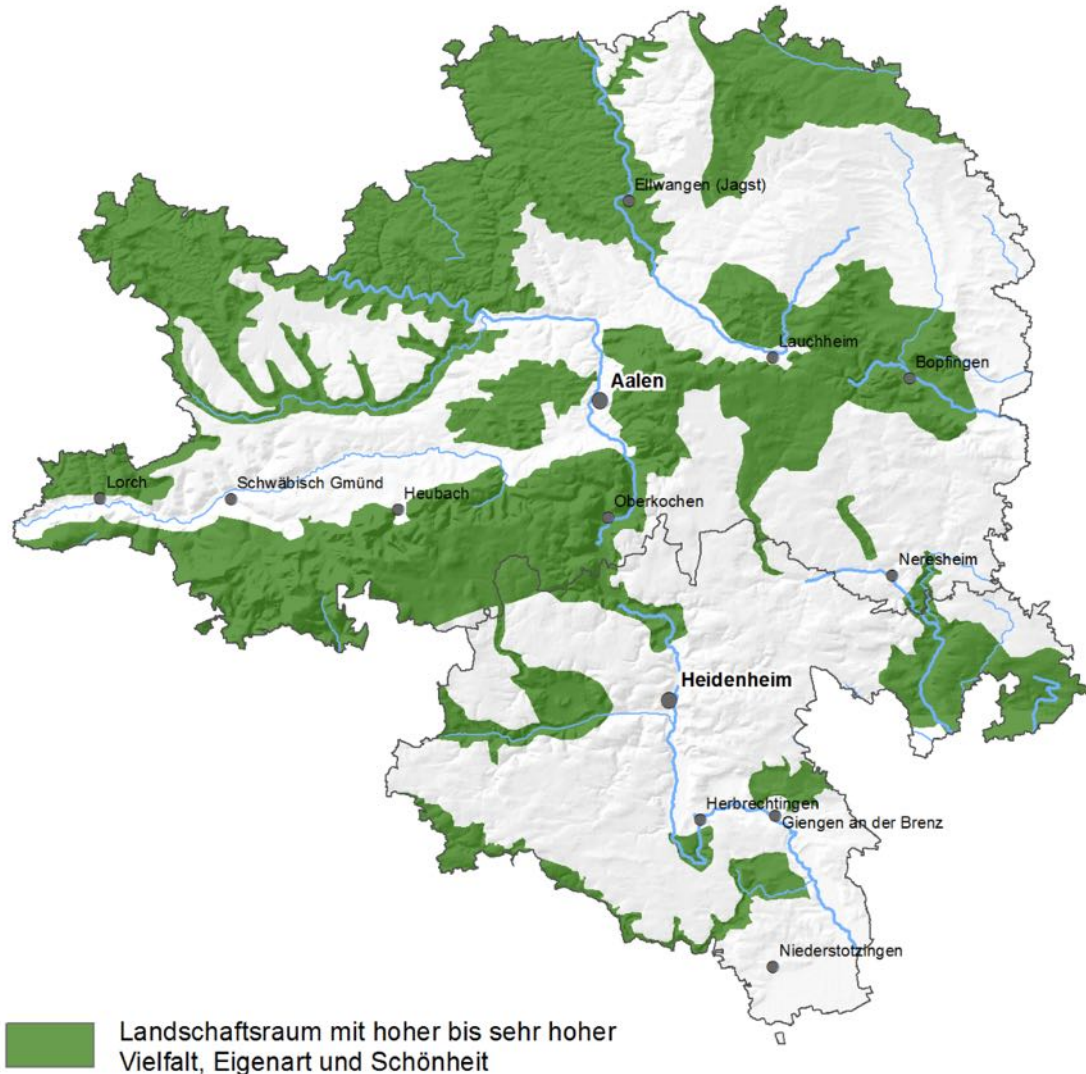 Ellwangen (Jagst)
Lauchheim
Bopfingen
Aalen
Lorch
Schwäbisch Gmünd
Heubach
Oberkochen
Neresheim
Heidenheim
Herbrechtingen
Giengen an der Brenz
Niederstotzingen
Landschaftsraum mit hoher bis sehr hoher
Vielfalt, Eigenart und Schönheit